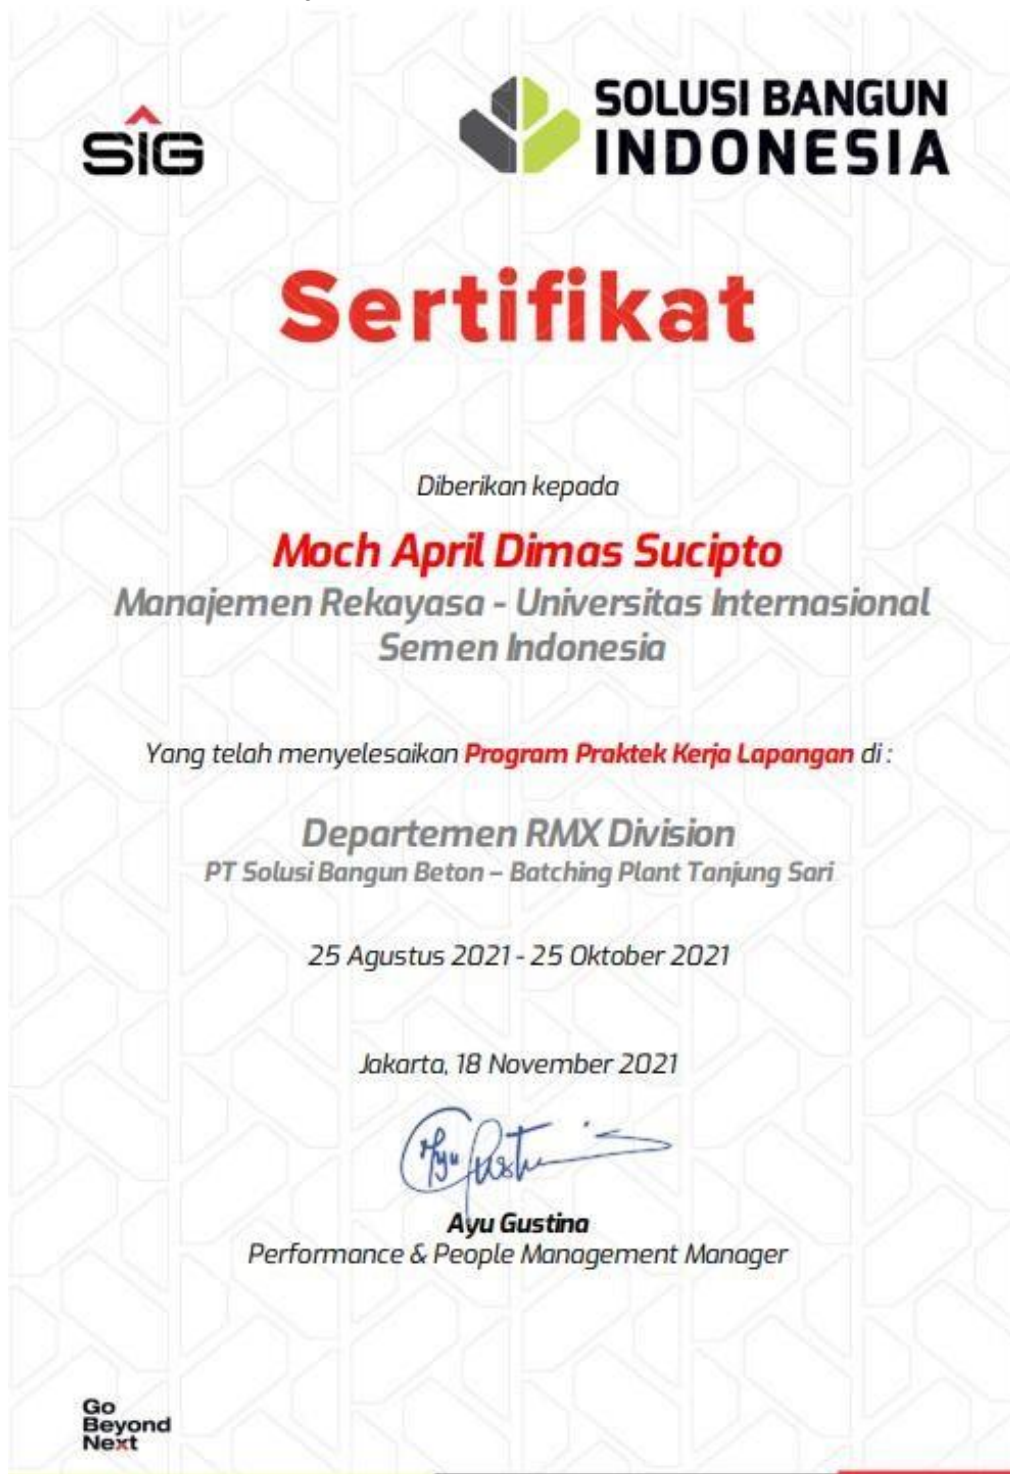 SIG
SOLUSI BANGUN
INDONESIA
Sertifikat
Diberikan kepada
Moch April Dimas Sucipto
Manajemen Rekayasa - Universitas Internasional
Semen Indonesia
Yang telah menyelesaikan Program Praktek Kerja Lapangan di :
Departemen RMX Division
PT Solusi Bangun Beton – Batching Plant Tanjung Sari
25 Agustus 2021 - 25 Oktober 2021
Jakarta, 18 November 2021
Ayu Gustina
Performance & People Management Manager
Go
Beyond
Next